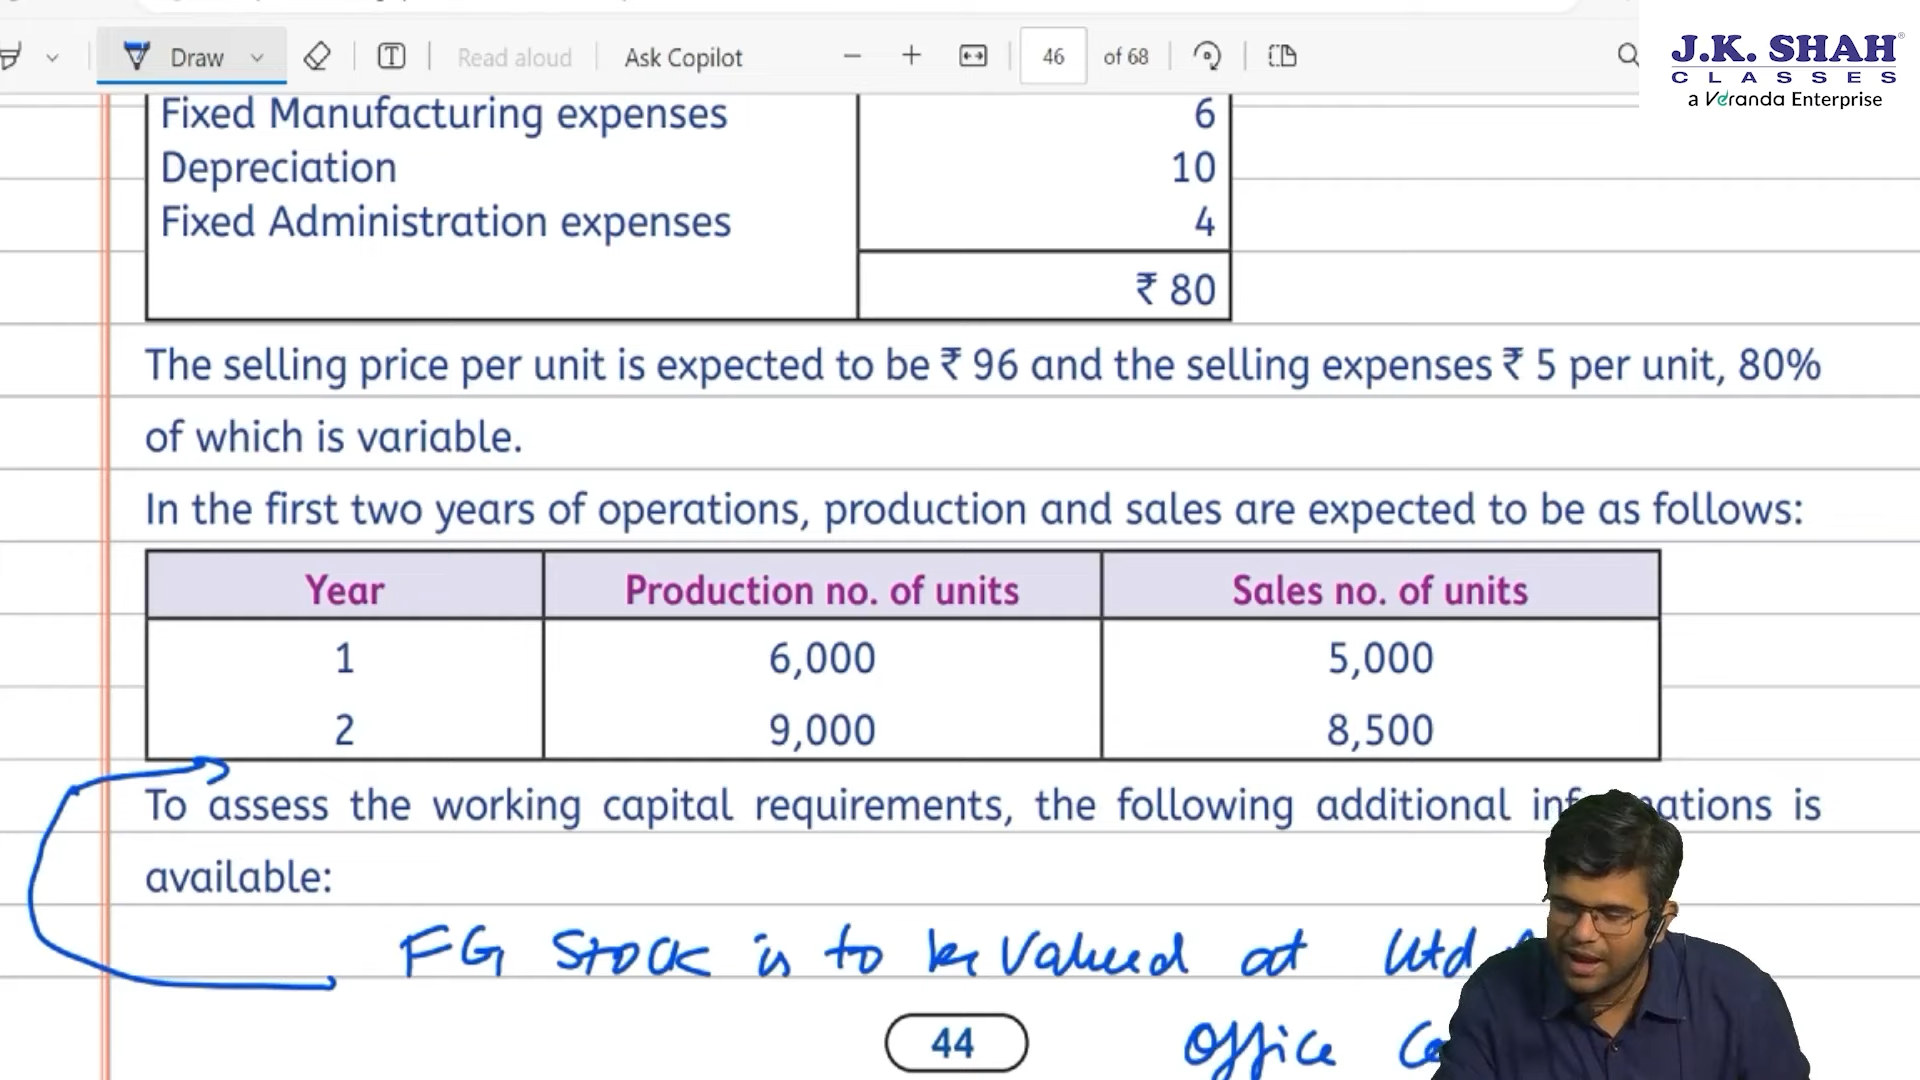 Draw
Read aloud
Ask Copilot
46 of 68
J.K. SHAH®
CLASSES
a Veranda Enterprise
Fixed Manufacturing expenses 6
Depreciation 10
Fixed Administration expenses 4
₹ 80
The selling price per unit is expected to be ₹ 96 and the selling expenses ₹ 5 per unit, 80%
of which is variable.
In the first two years of operations, production and sales are expected to be as follows:
Year Production no. of units Sales no. of units
1 6,000 5,000
2 9,000 8,500
To assess the working capital requirements, the following additional is
available:
FG Stock is to be Valued at Wtd
44
Office